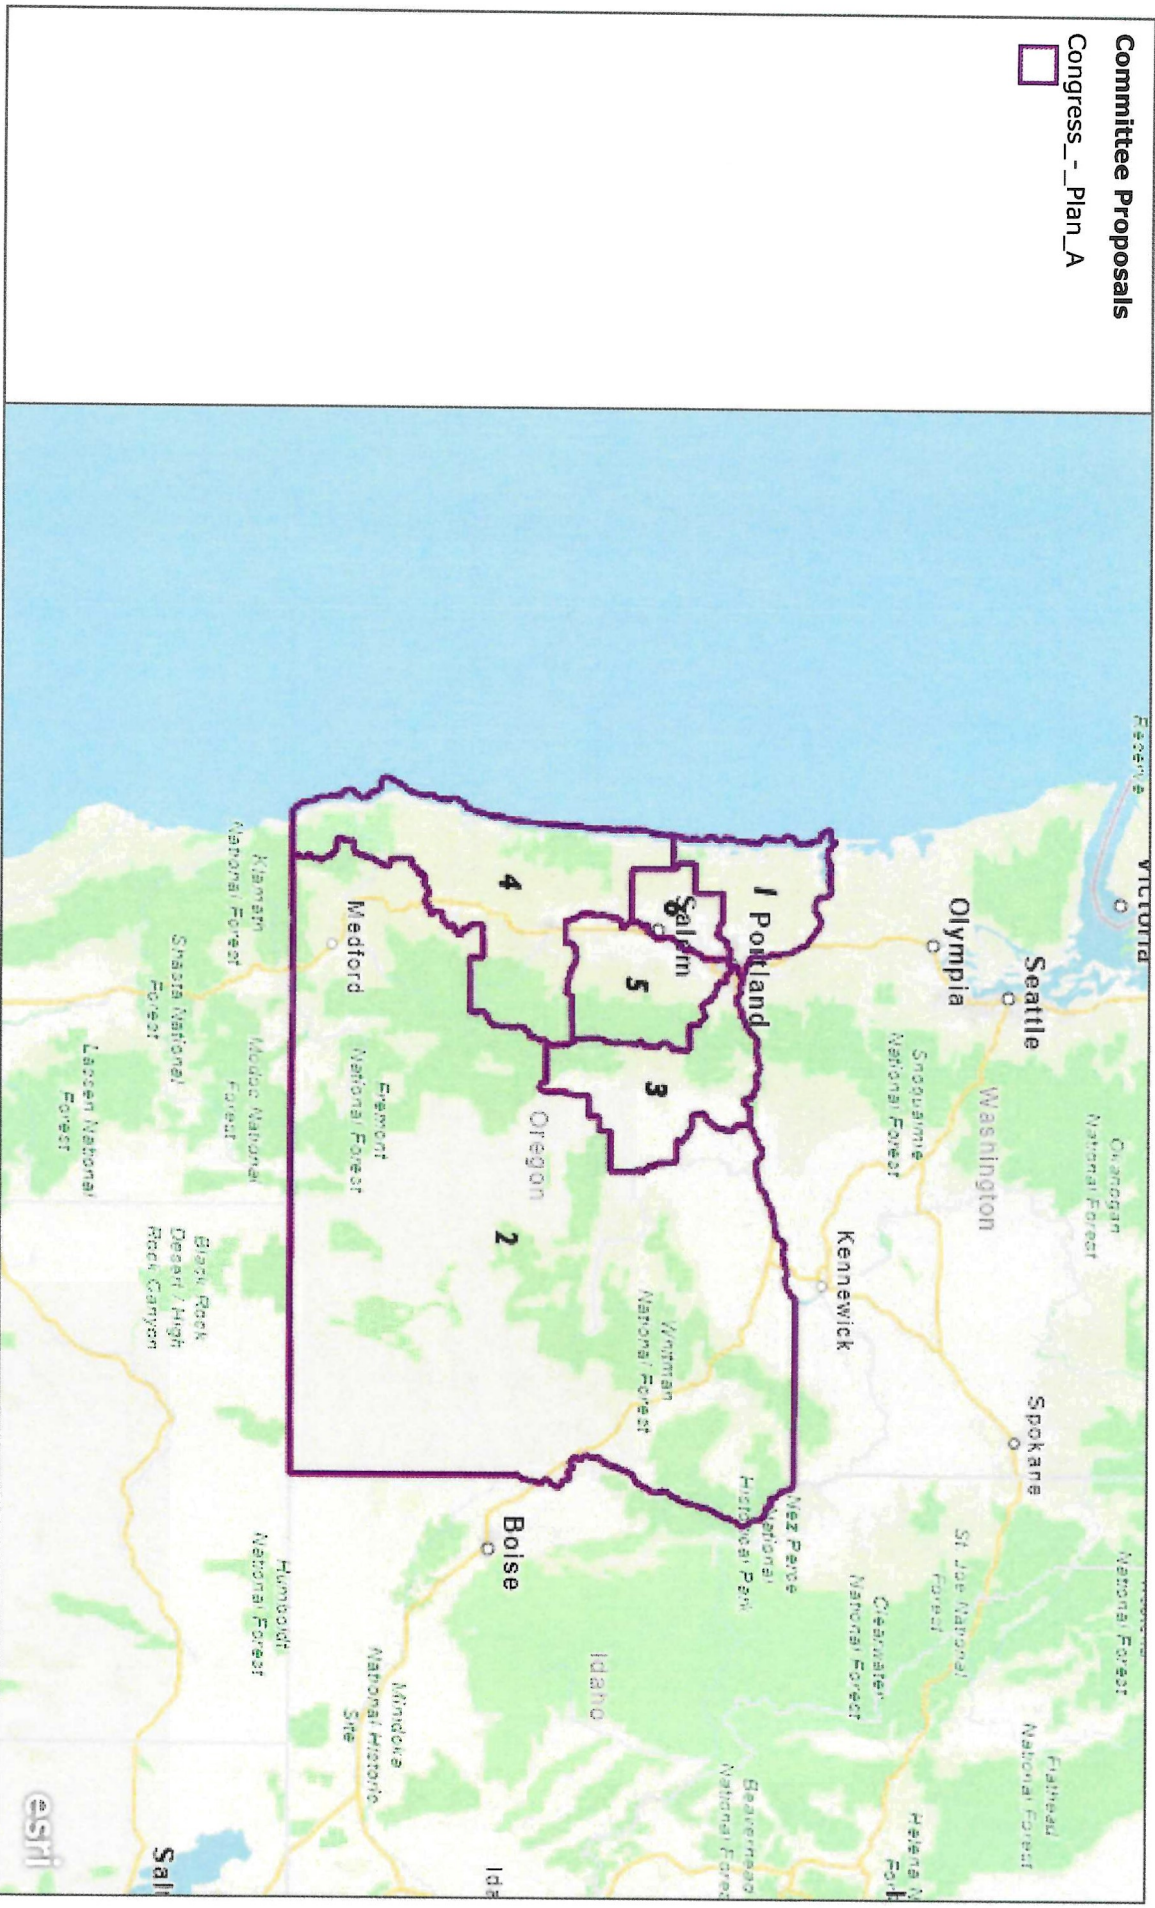 Committee Proposals
Congress_-_Plan_A
Reserve
Victoria
Seattle
Olympia
Okanogan
National Forest
Washington
Snoqualmie
National Forest
Spokane
National Forest
Flathead
National Forest
St. Joe National
Forest
Clearwater
National Forest
Kennewick
Nez Perce
National
Historical Park
Portland
1
Salem
6
5
3
4
2
Oregon
Whitman
National Forest
Boise
Idaho
Medford
Fremont
National Forest
Klamath
National Forest
Modoc National
Forest
Shasta National
Forest
Lassen National
Forest
Black Rock
Desert / High
Rock Canyon
Humboldt
National Forest
Minidoka
National Historic
Site
Ida
Sal
esri